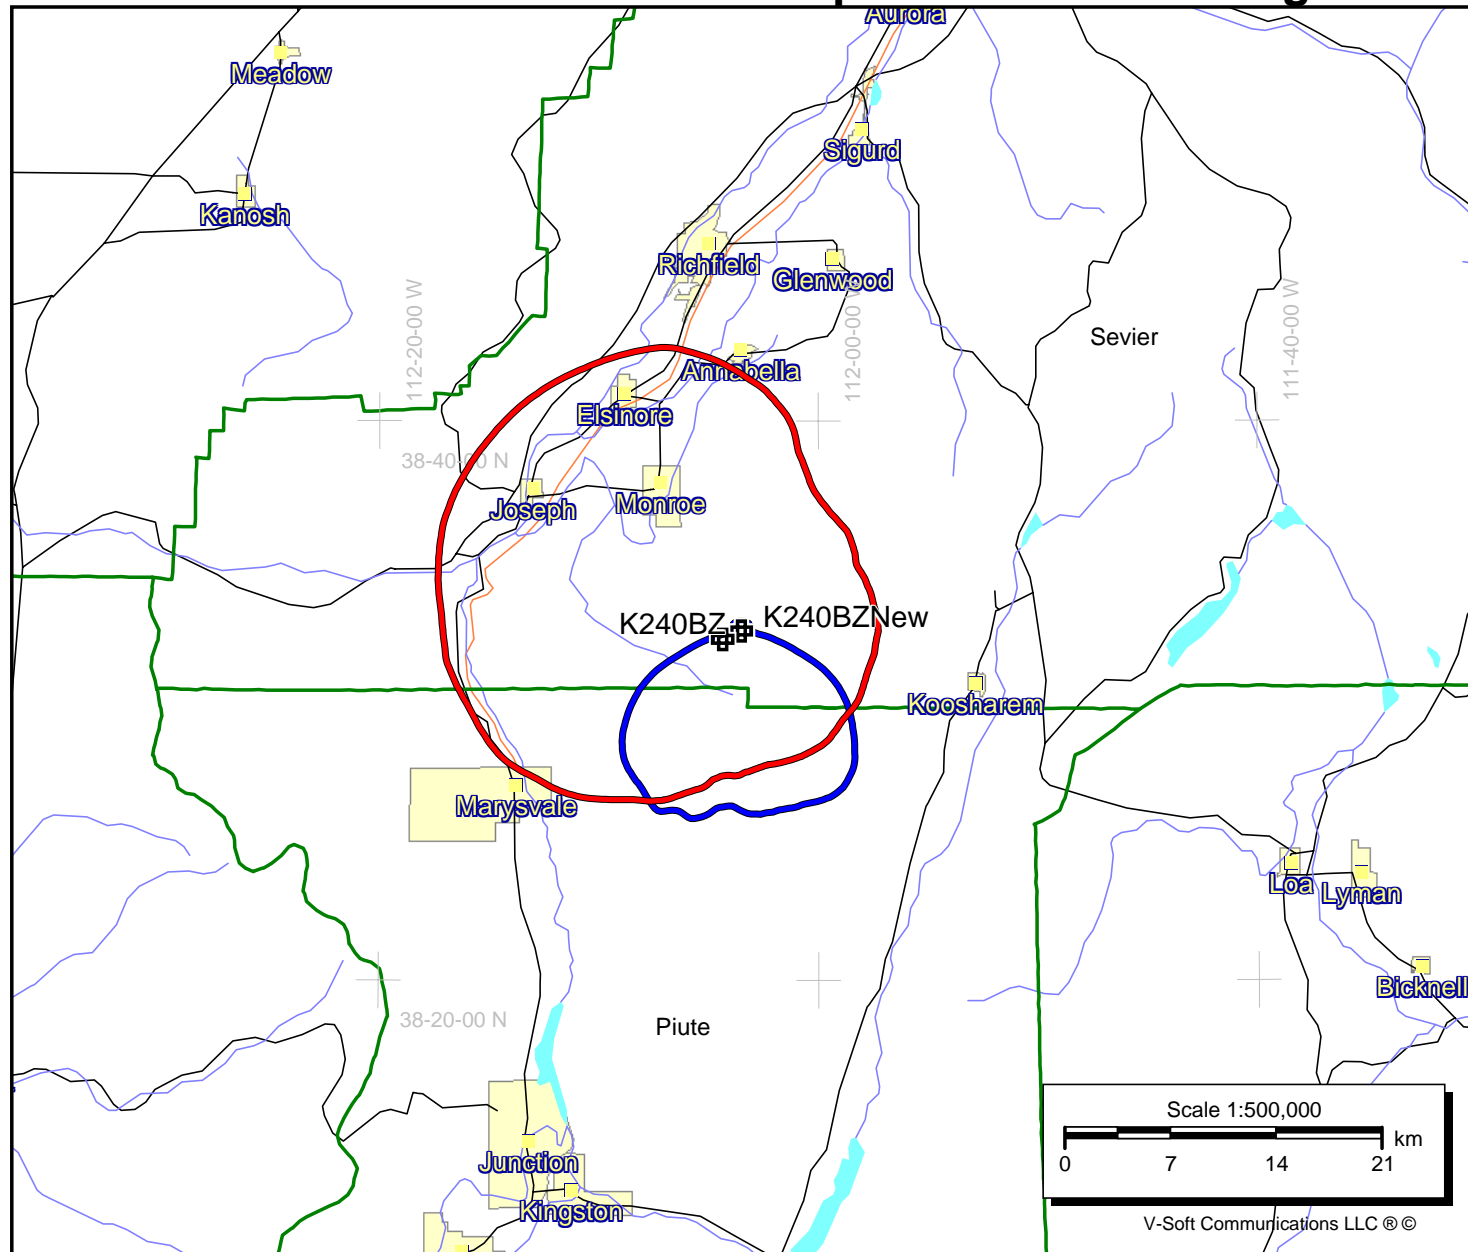 Aurora
Meadow
Sigurd
Kanosh
Richfield
Glenwood
112-20-00 W
112-00-00 W
111-40-00 W
Sevier
Annabella
Elsinore
38-40-00 N
Joseph
Monroe
K240BZ
K240BZNew
Koosharem
Marysvale
Loa
Lyman
Bicknell
38-20-00 N
Piute
Junction
Kingston
Scale 1:500,000
km
0 7 14 21
V-Soft Communications LLC ® ©